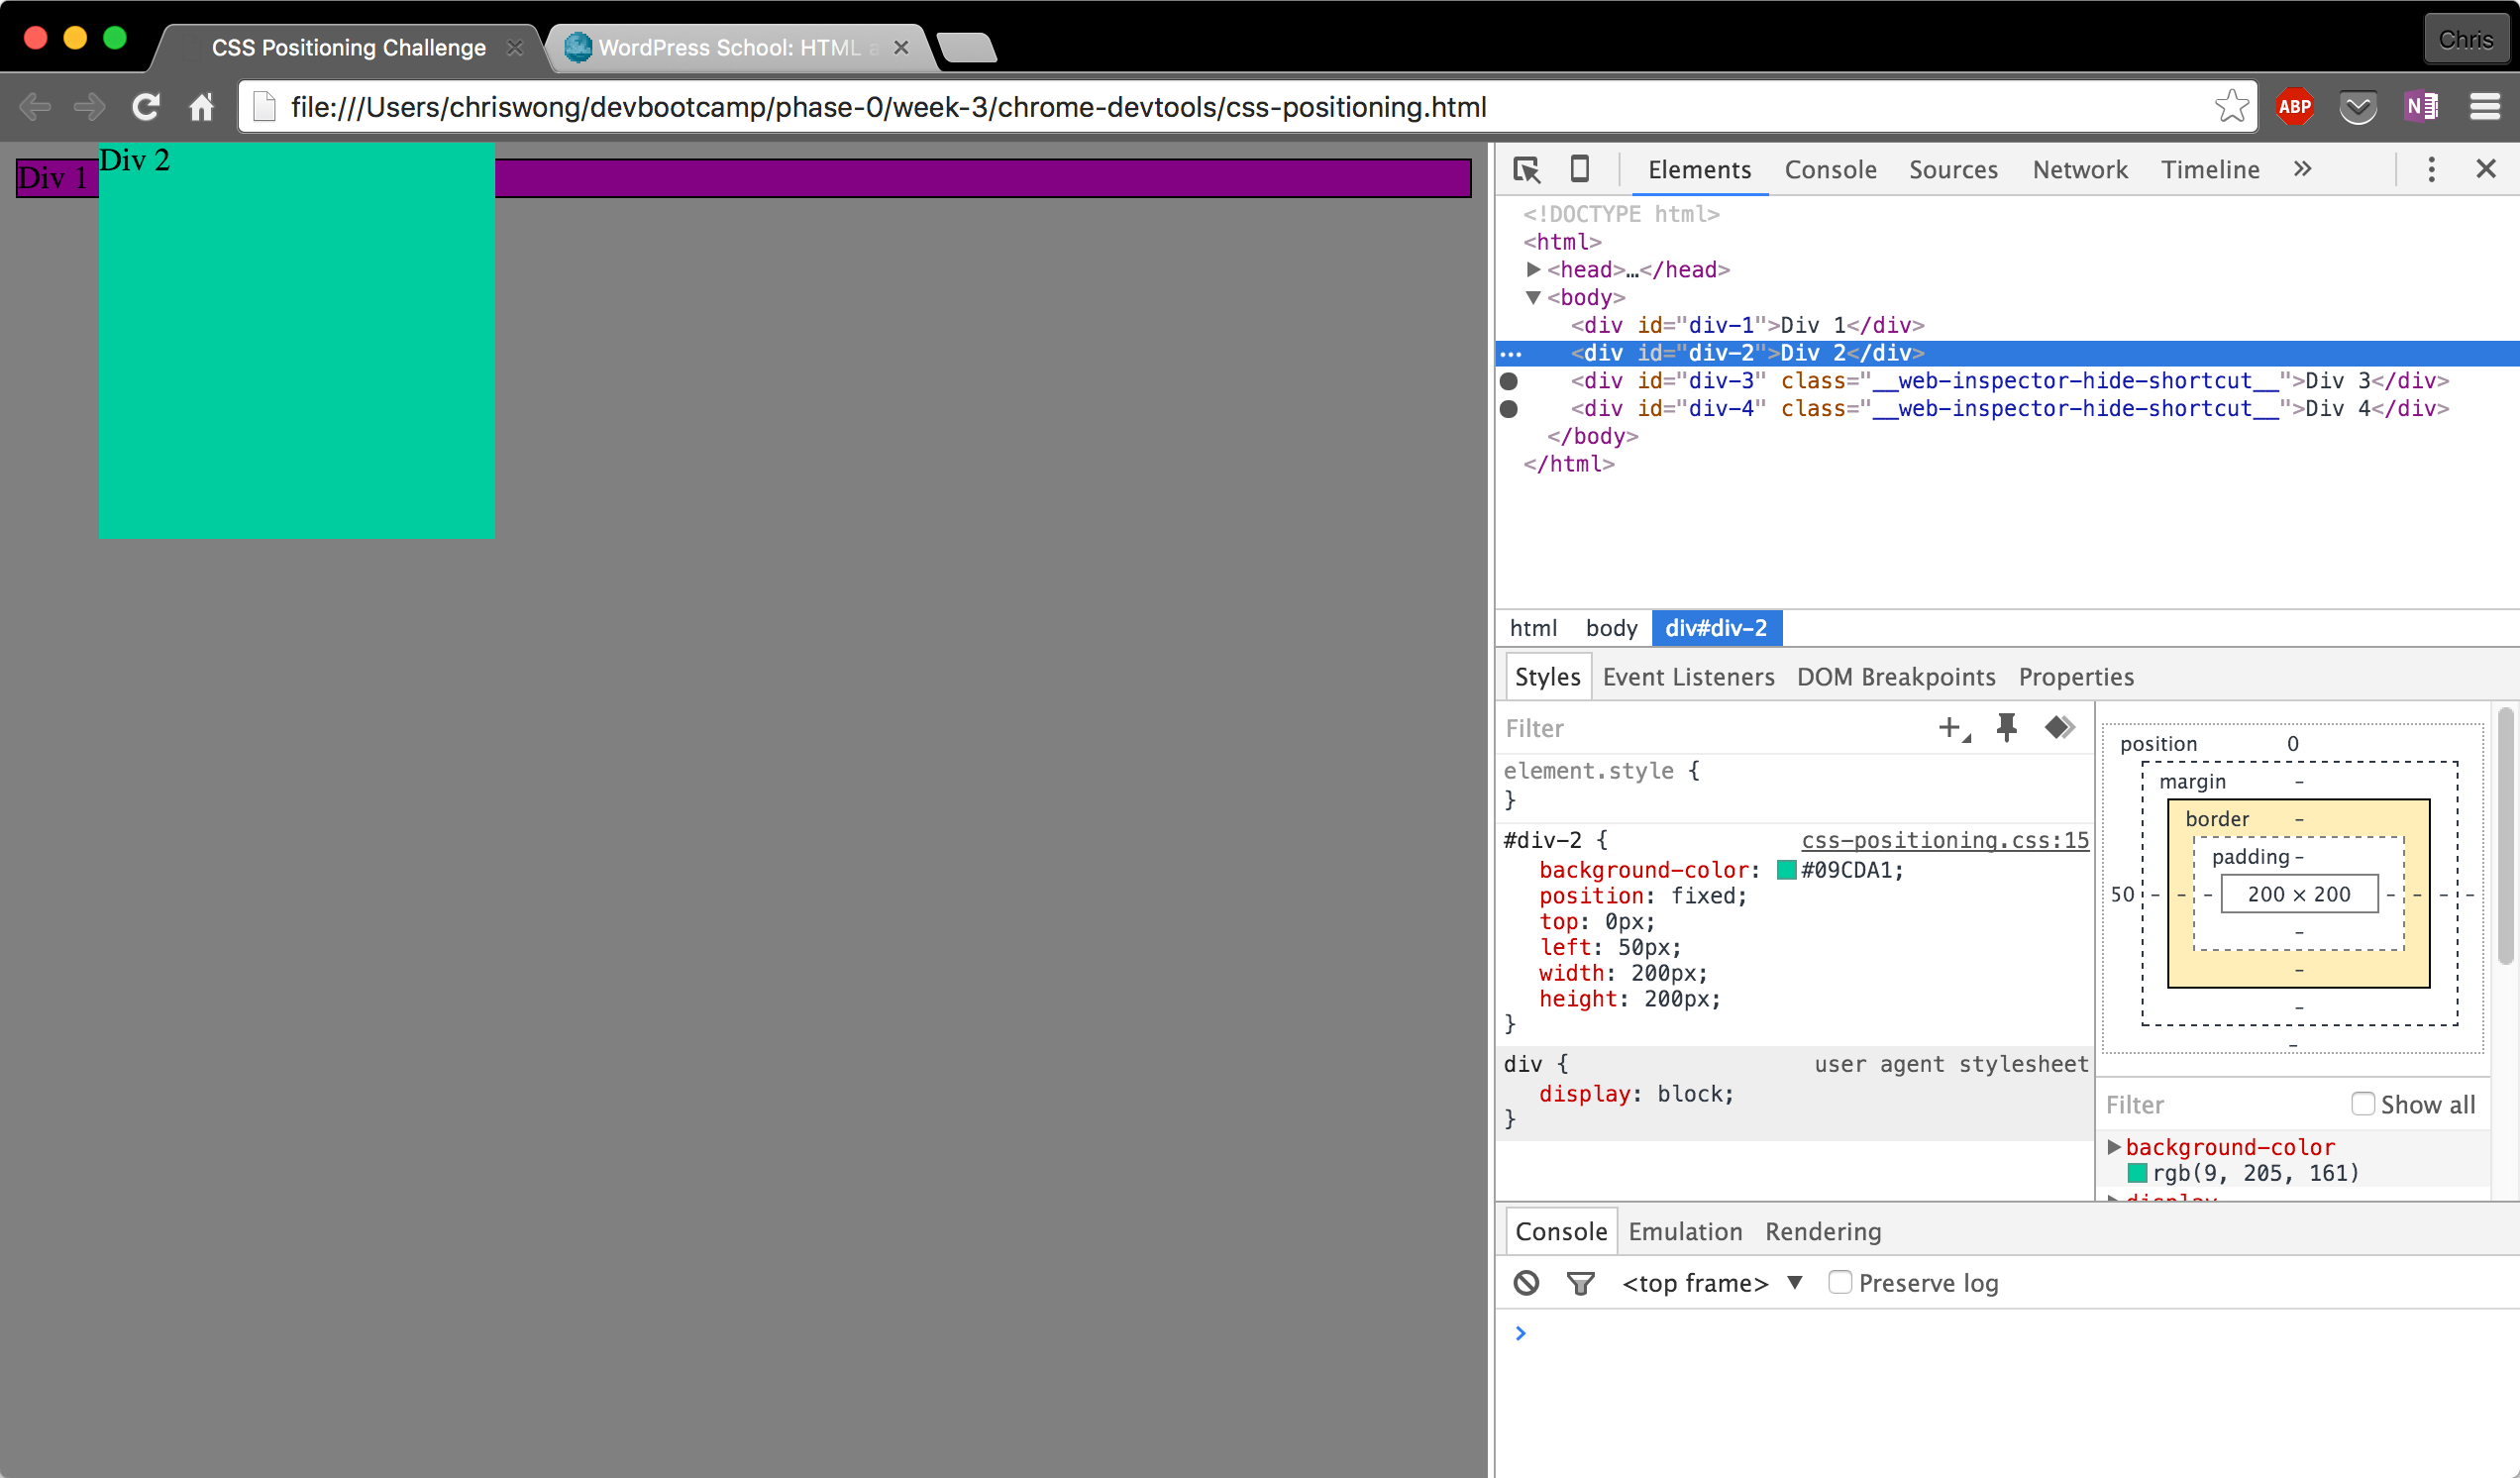 CSS Positioning Challenge
WordPress School: HTML a
Chris
file:///Users/chriswong/devbootcamp/phase-0/week-3/chrome-devtools/css-positioning.html
ABP
N
Div 1
Div 2
Elements Console Sources Network Timeline »
<!DOCTYPE html>
<html>
<head>…</head>
<body>
<div id="div-1">Div 1</div>
... <div id="div-2">Div 2</div>
<div id="div-3" class="__web-inspector-hide-shortcut__">Div 3</div>
<div id="div-4" class="__web-inspector-hide-shortcut__">Div 4</div>
</body>
</html>
html body div#div-2
Styles Event Listeners DOM Breakpoints Properties
Filter
element.style {
}
#div-2 { css-positioning.css:15
background-color: #09CDA1;
position: fixed;
top: 0px;
left: 50px;
width: 200px;
height: 200px;
}
div { user agent stylesheet
display: block;
}
position 0
margin -
border -
padding -
50 - - - 200 × 200 - - - -
-
-
-
-
Filter Show all
background-color
rgb(9, 205, 161)
display
Console Emulation Rendering
<top frame> ▼ Preserve log
>